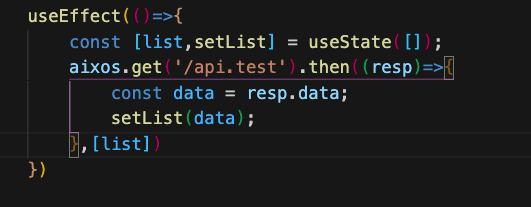 useEffect(()=>{
const [list,setList] = useState([]);
aixos.get('/api.test').then((resp)=>{
const data = resp.data;
setList(data);
},[list])
})